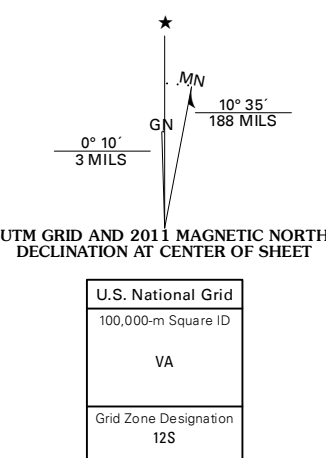 MN
10° 35´
188 MILS
GN
0° 10´
3 MILS
UTM GRID AND 2011 MAGNETIC NORTH
DECLINATION AT CENTER OF SHEET
U.S. National Grid
100,000-m Square ID
VA
Grid Zone Designation
12S